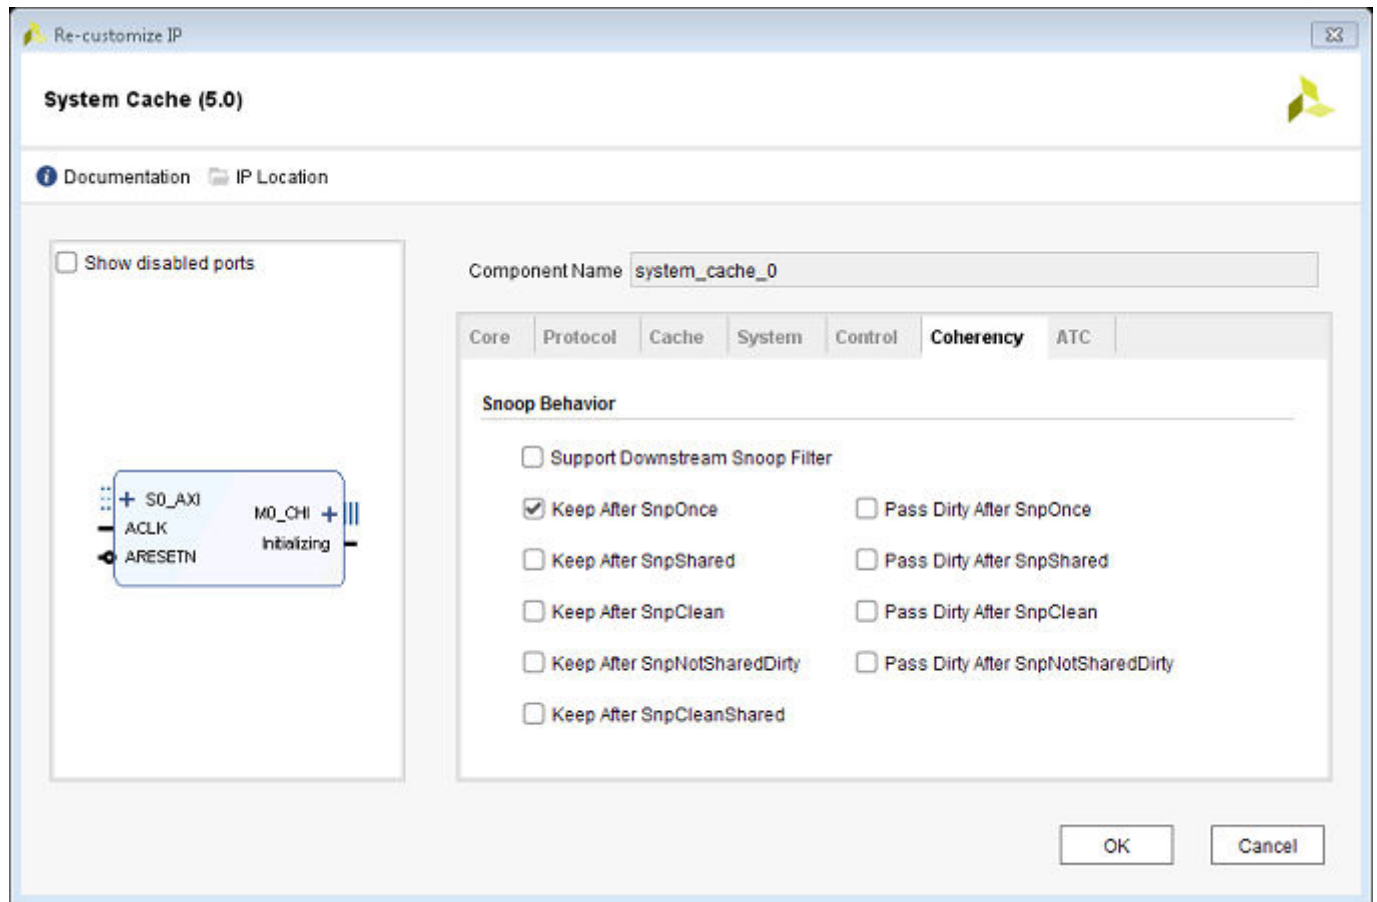 Re-customize IP
System Cache (5.0)
Documentation IP Location
Show disabled ports
S0_AXI
ACLK
ARESETN
M0_CHI
Initializing
Component Name system_cache_0
Core Protocol Cache System Control Coherency ATC
Snoop Behavior
Support Downstream Snoop Filter
Keep After SnpOnce Pass Dirty After SnpOnce
Keep After SnpShared Pass Dirty After SnpShared
Keep After SnpClean Pass Dirty After SnpClean
Keep After SnpNotSharedDirty Pass Dirty After SnpNotSharedDirty
Keep After SnpCleanShared
OK Cancel